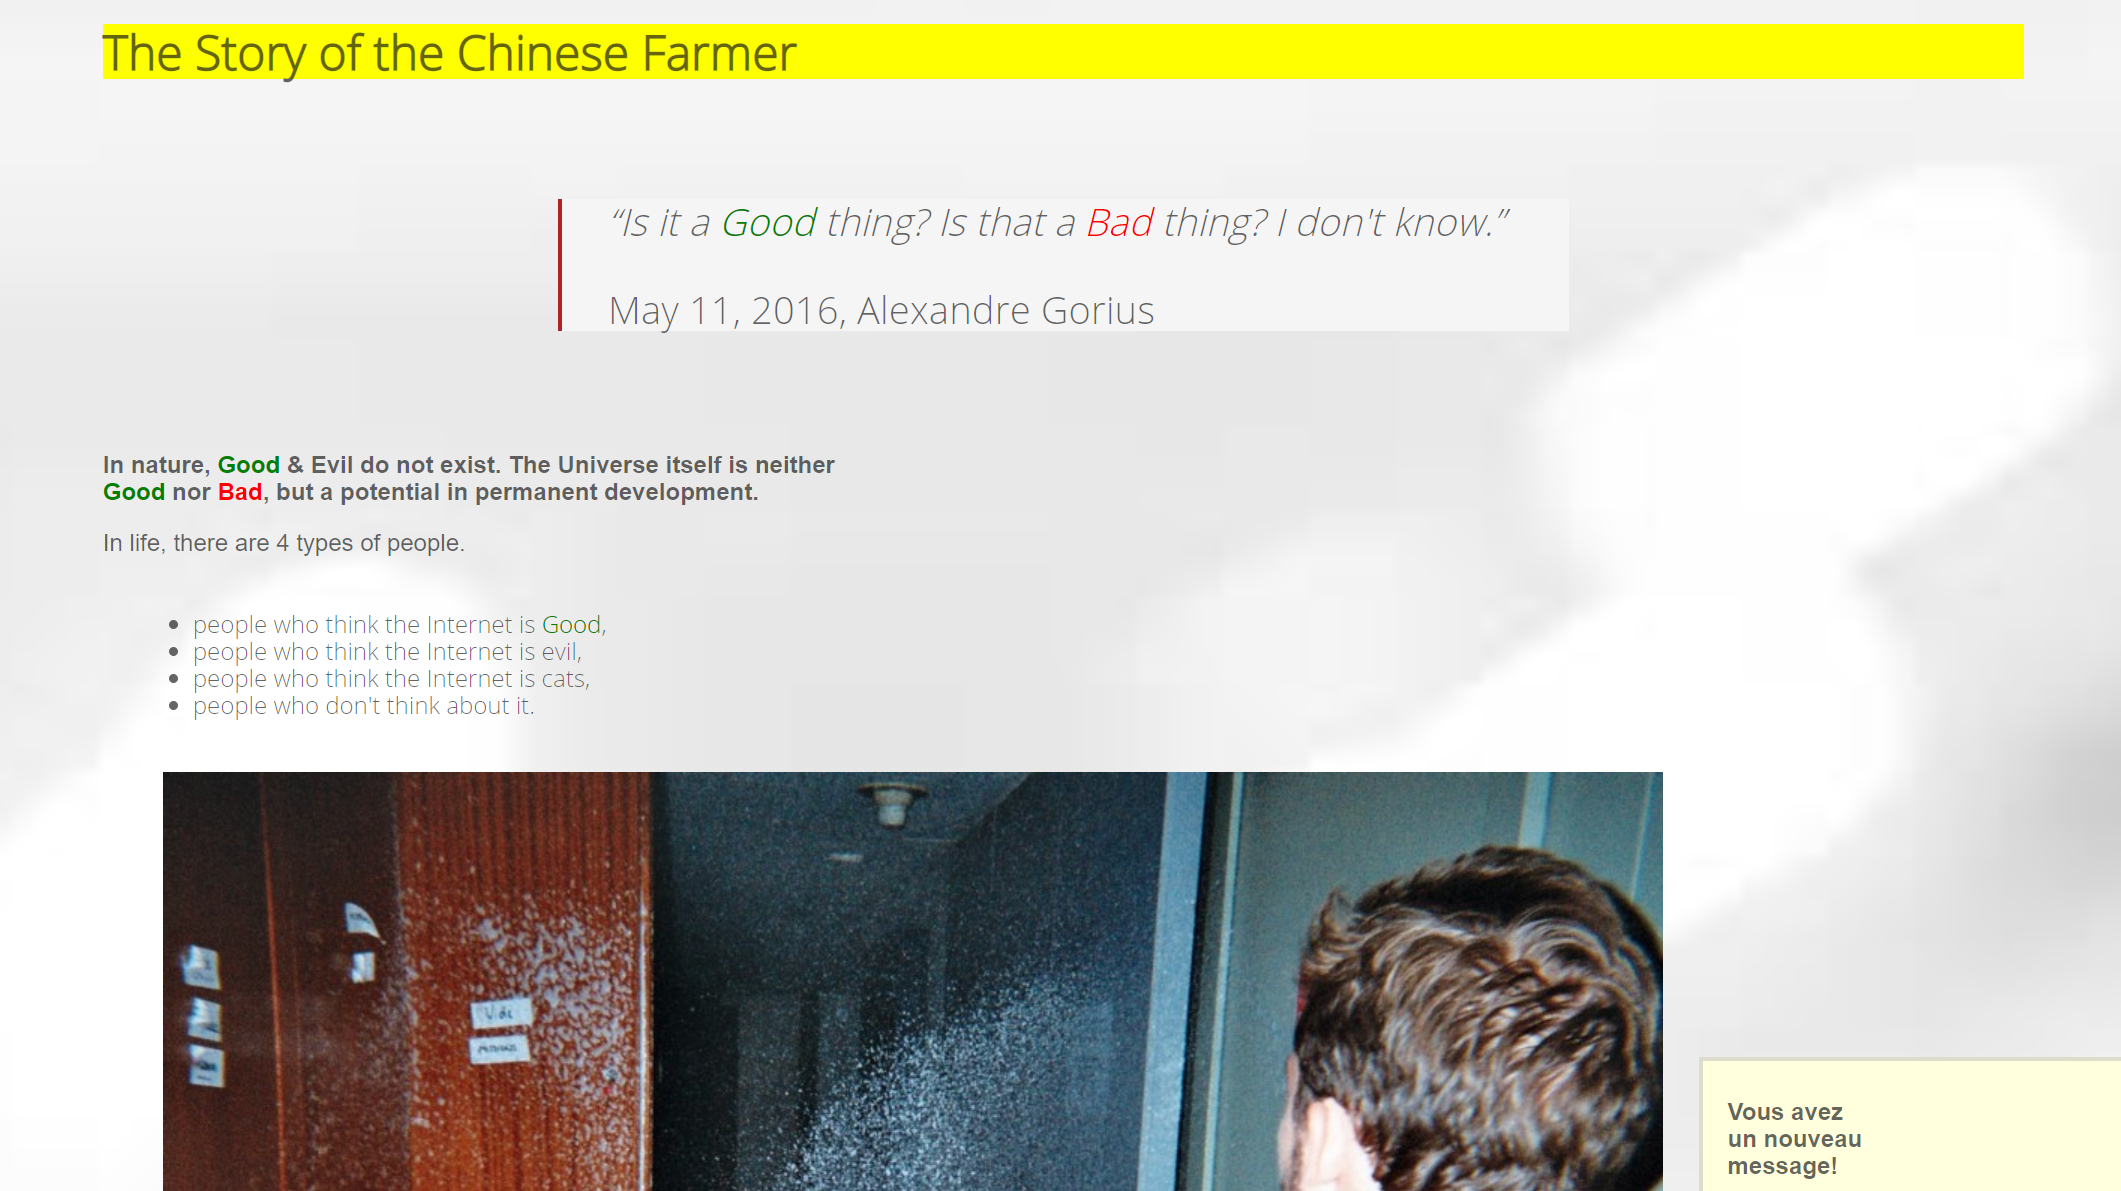 The Story of the Chinese Farmer
“Is it a Good thing? Is that a Bad thing? I don't know.”
May 11, 2016, Alexandre Gorius
In nature, Good & Evil do not exist. The Universe itself is neither
Good nor Bad, but a potential in permanent development.
In life, there are 4 types of people.
people who think the Internet is Good,
people who think the Internet is evil,
people who think the Internet is cats,
people who don't think about it.
Vide
Vous avez
un nouveau
message!